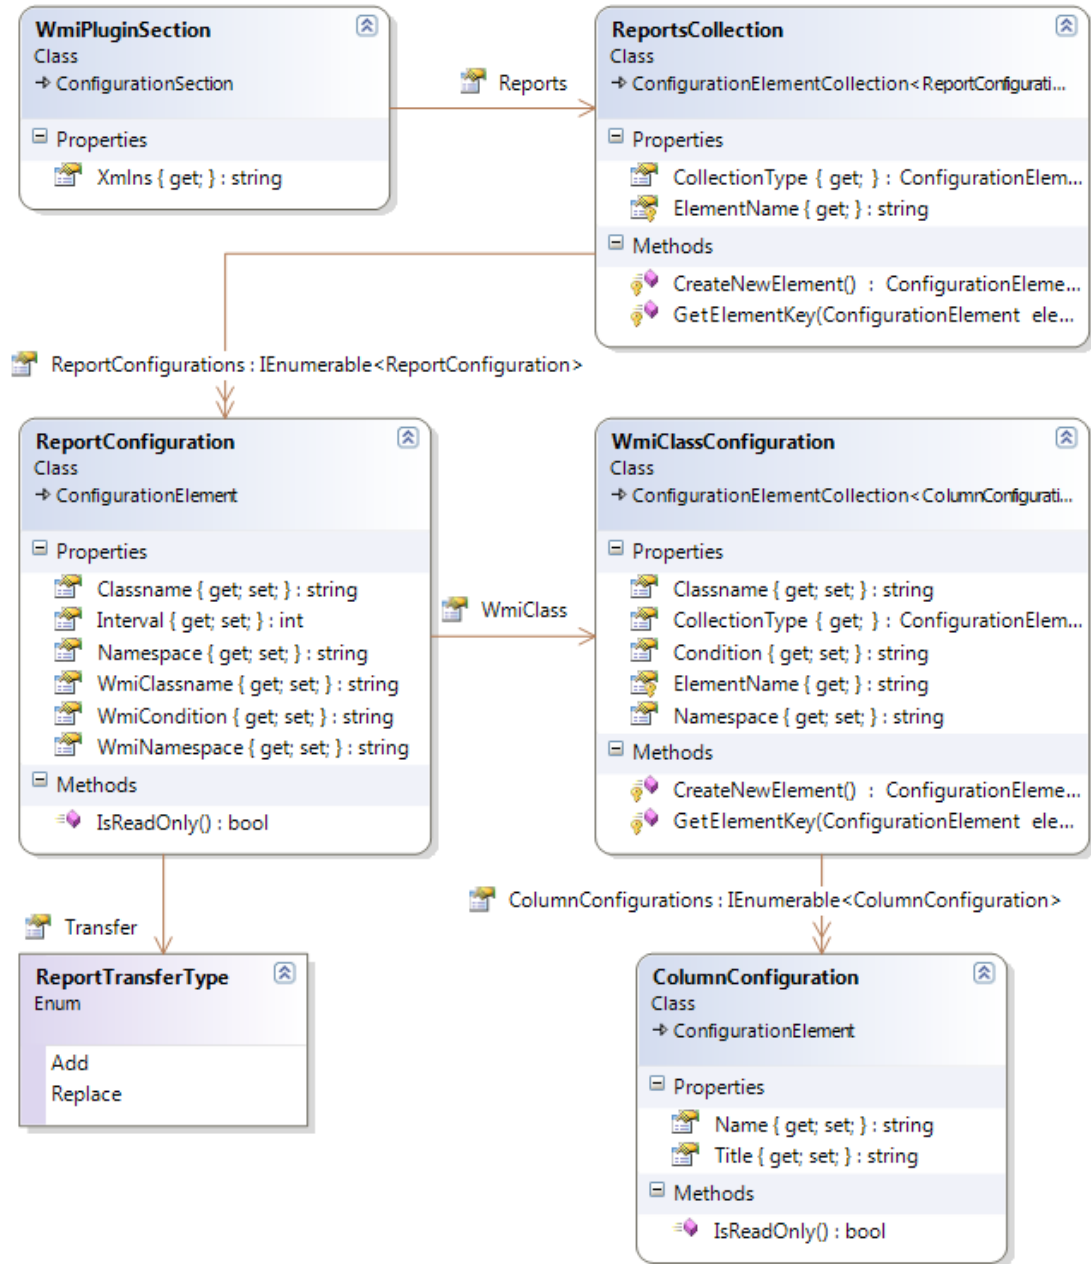 WmiPluginSection
Class
ConfigurationSection
Properties
XmIns { get; } : string
Reports
ReportsCollection
Class
ConfigurationElementCollection<ReportConfigurati...
Properties
CollectionType { get; } : ConfigurationElem...
ElementName { get; } : string
Methods
CreateNewElement() : ConfigurationEleme...
GetElementKey(ConfigurationElement ele...
ReportConfigurations : IEnumerable<ReportConfiguration>
ReportConfiguration
Class
ConfigurationElement
Properties
Classname { get; set; } : string
Interval { get; set; } : int
Namespace { get; set; } : string
WmiClassname { get; set; } : string
WmiCondition { get; set; } : string
WmiNamespace { get; set; } : string
Methods
IsReadOnly() : bool
WmiClass
WmiClassConfiguration
Class
ConfigurationElementCollection<ColumnConfigurati...
Properties
Classname { get; set; } : string
CollectionType { get; } : ConfigurationElem...
Condition { get; set; } : string
ElementName { get; } : string
Namespace { get; set; } : string
Methods
CreateNewElement() : ConfigurationEleme...
GetElementKey(ConfigurationElement ele...
Transfer
ReportTransferType
Enum
Add
Replace
ColumnConfigurations : IEnumerable<ColumnConfiguration>
ColumnConfiguration
Class
ConfigurationElement
Properties
Name { get; set; } : string
Title { get; set; } : string
Methods
IsReadOnly() : bool